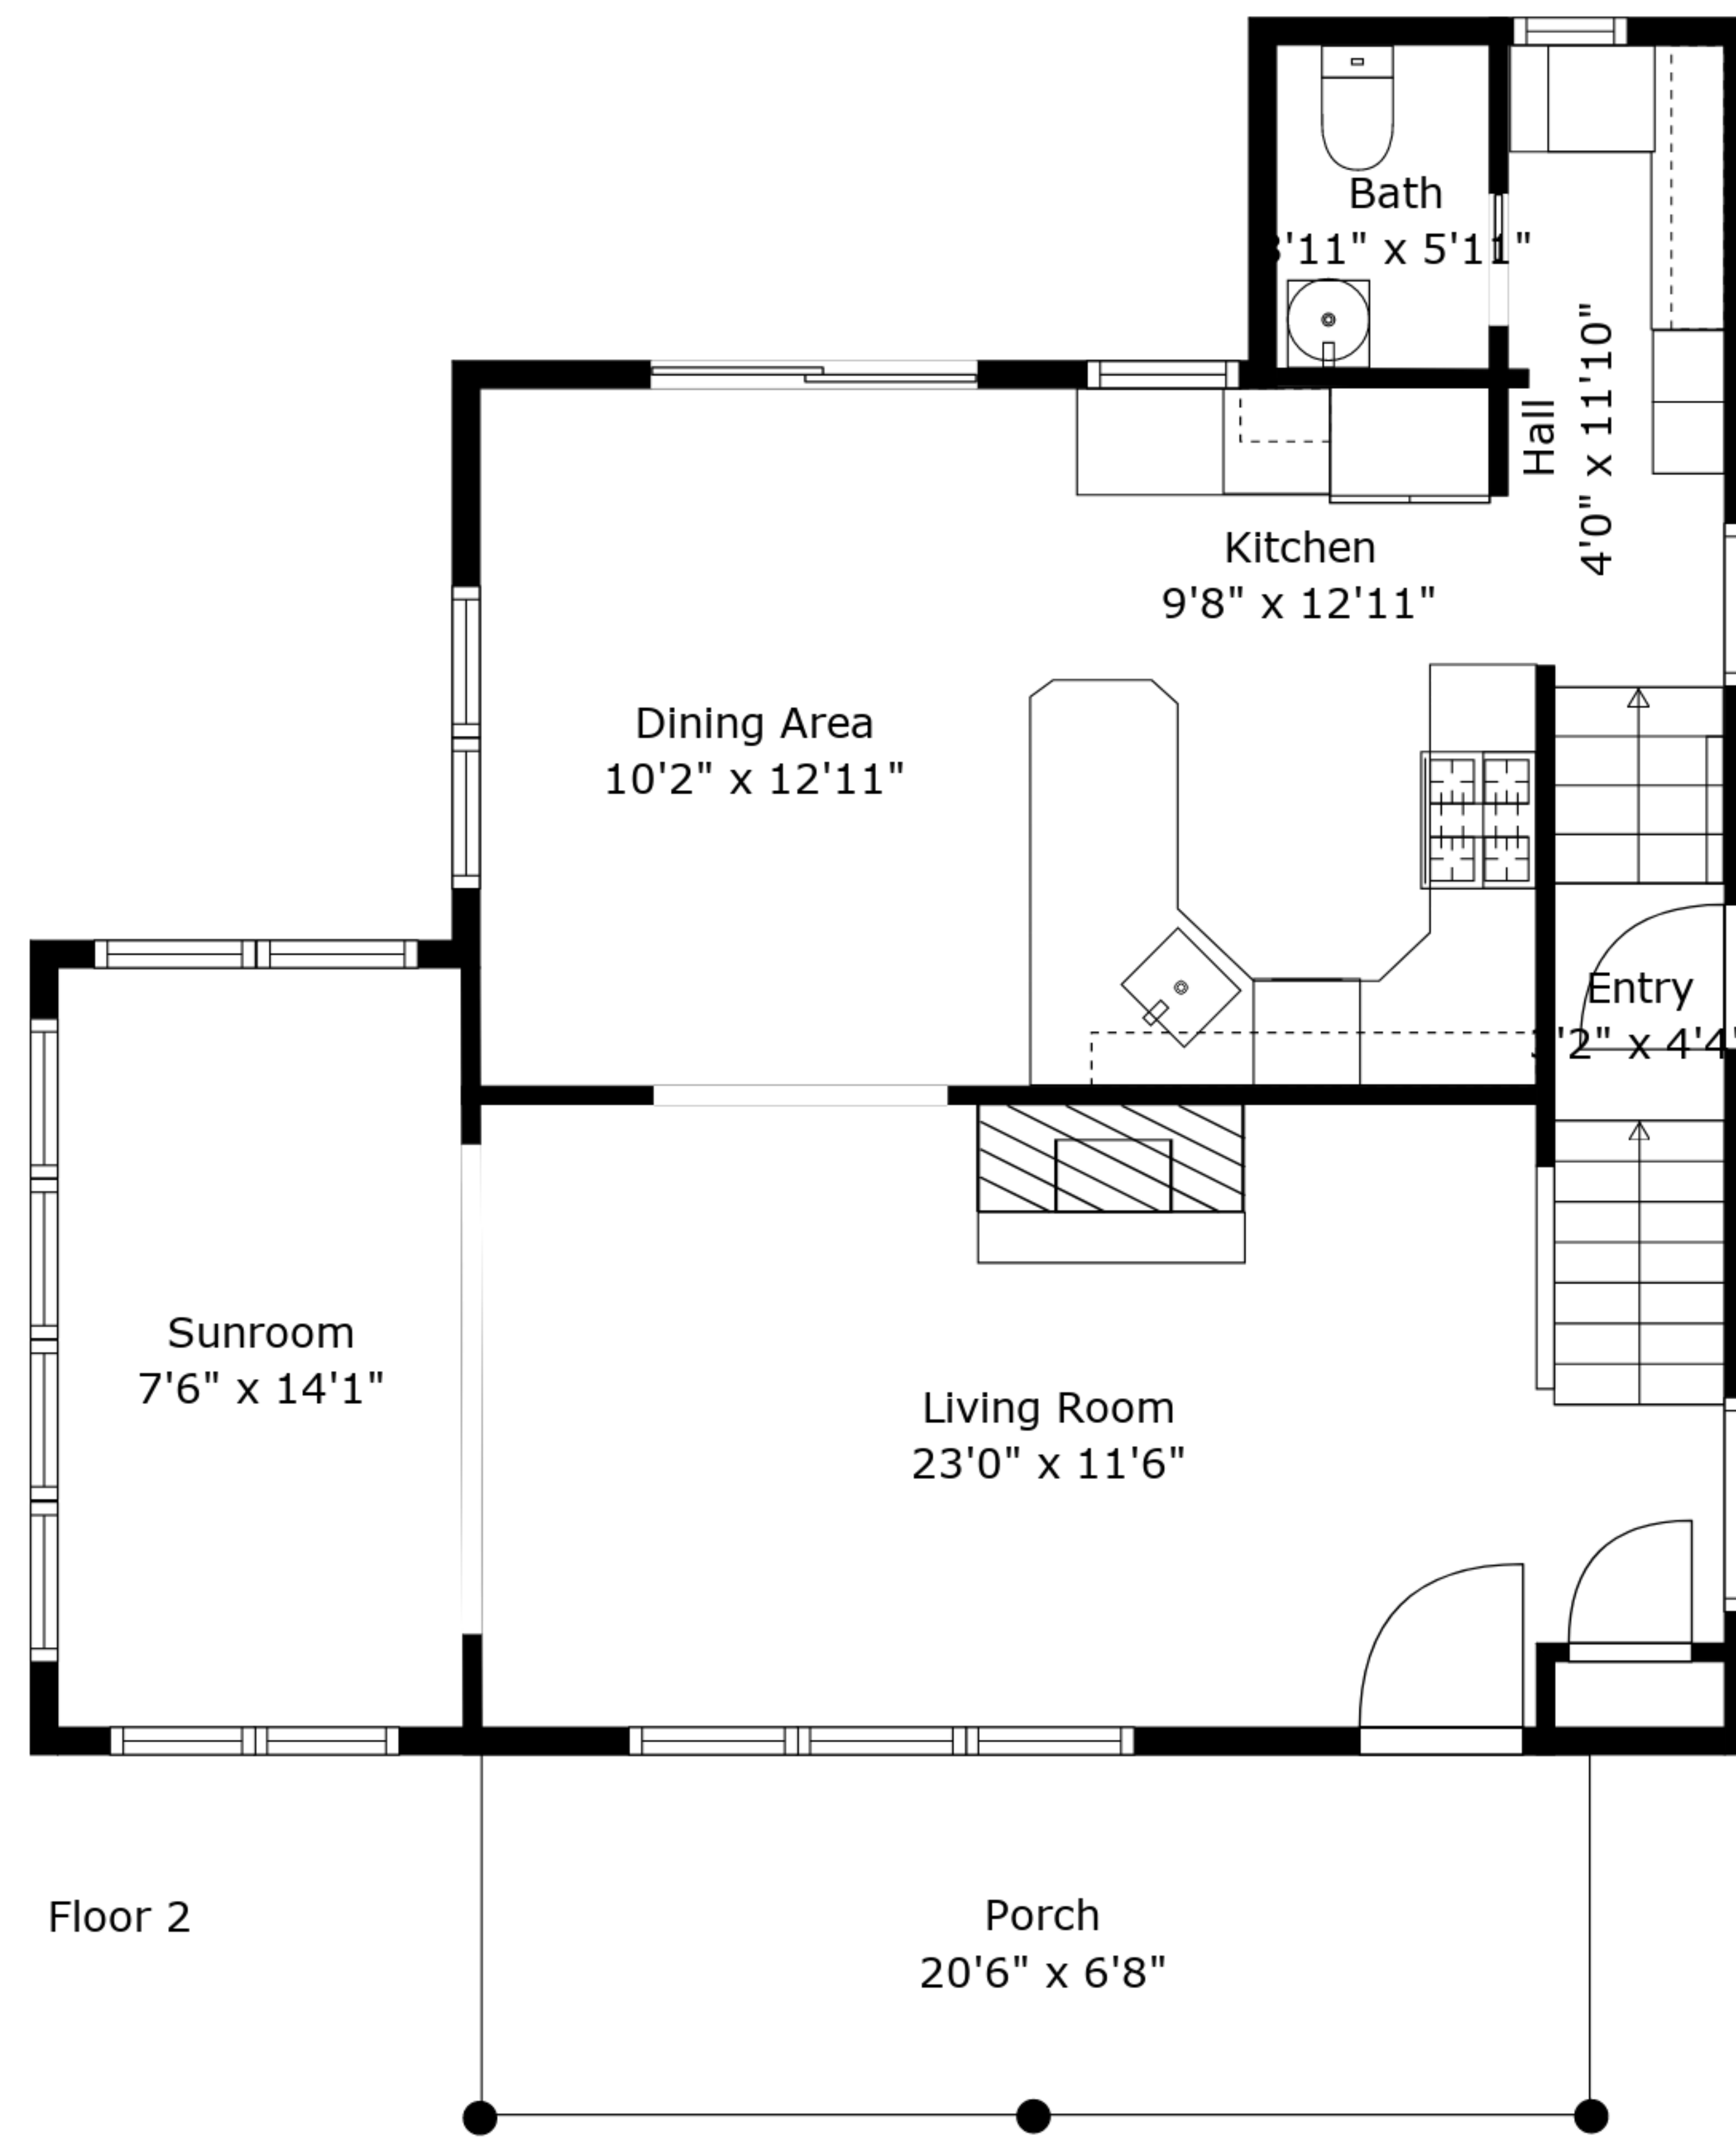 Bath
3'11" x 5'11"
Hall
4'0" x 11'10"
Kitchen
9'8" x 12'11"
Dining Area
10'2" x 12'11"
Entry
'2" x 4'4"
Sunroom
7'6" x 14'1"
Living Room
23'0" x 11'6"
Floor 2
Porch
20'6" x 6'8"